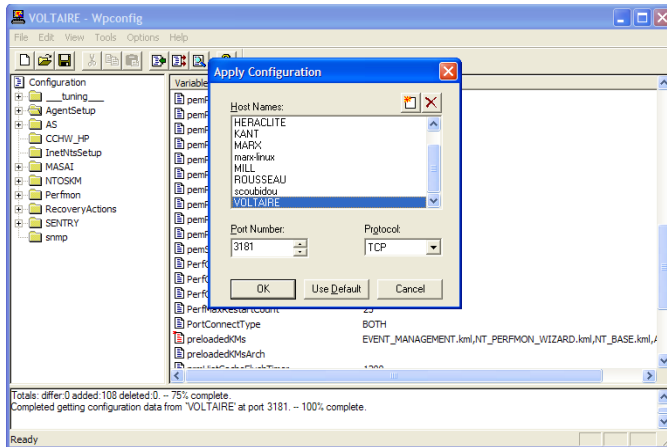 VOLTAIRE - Wpconfig
File Edit View Tools Options Help
Configuration
__tuning__
AgentSetup
AS
CCHW_HP
InetNtsSetup
MASAI
NTOSKM
Perfmon
RecoveryActions
SENTRY
snmp
Variable
PerfMaxRestartCount 25
PortConnectType BOTH
preloadedKMs EVENT_MANAGEMENT.kml,NT_PERFMON_WIZARD.kml,NT_BASE.kml,
preloadedKMsArch
Apply Configuration
Host Names:
HERACLITE
KANT
MARX
marx-linux
MILL
ROUSSEAU
scoubidou
VOLTAIRE
Port Number:
Protocol:
3181
TCP
OK
Use Default
Cancel
Totals: differ:0 added:108 deleted:0. -- 75% complete.
Completed getting configuration data from 'VOLTAIRE' at port 3181. -- 100% complete.
Ready